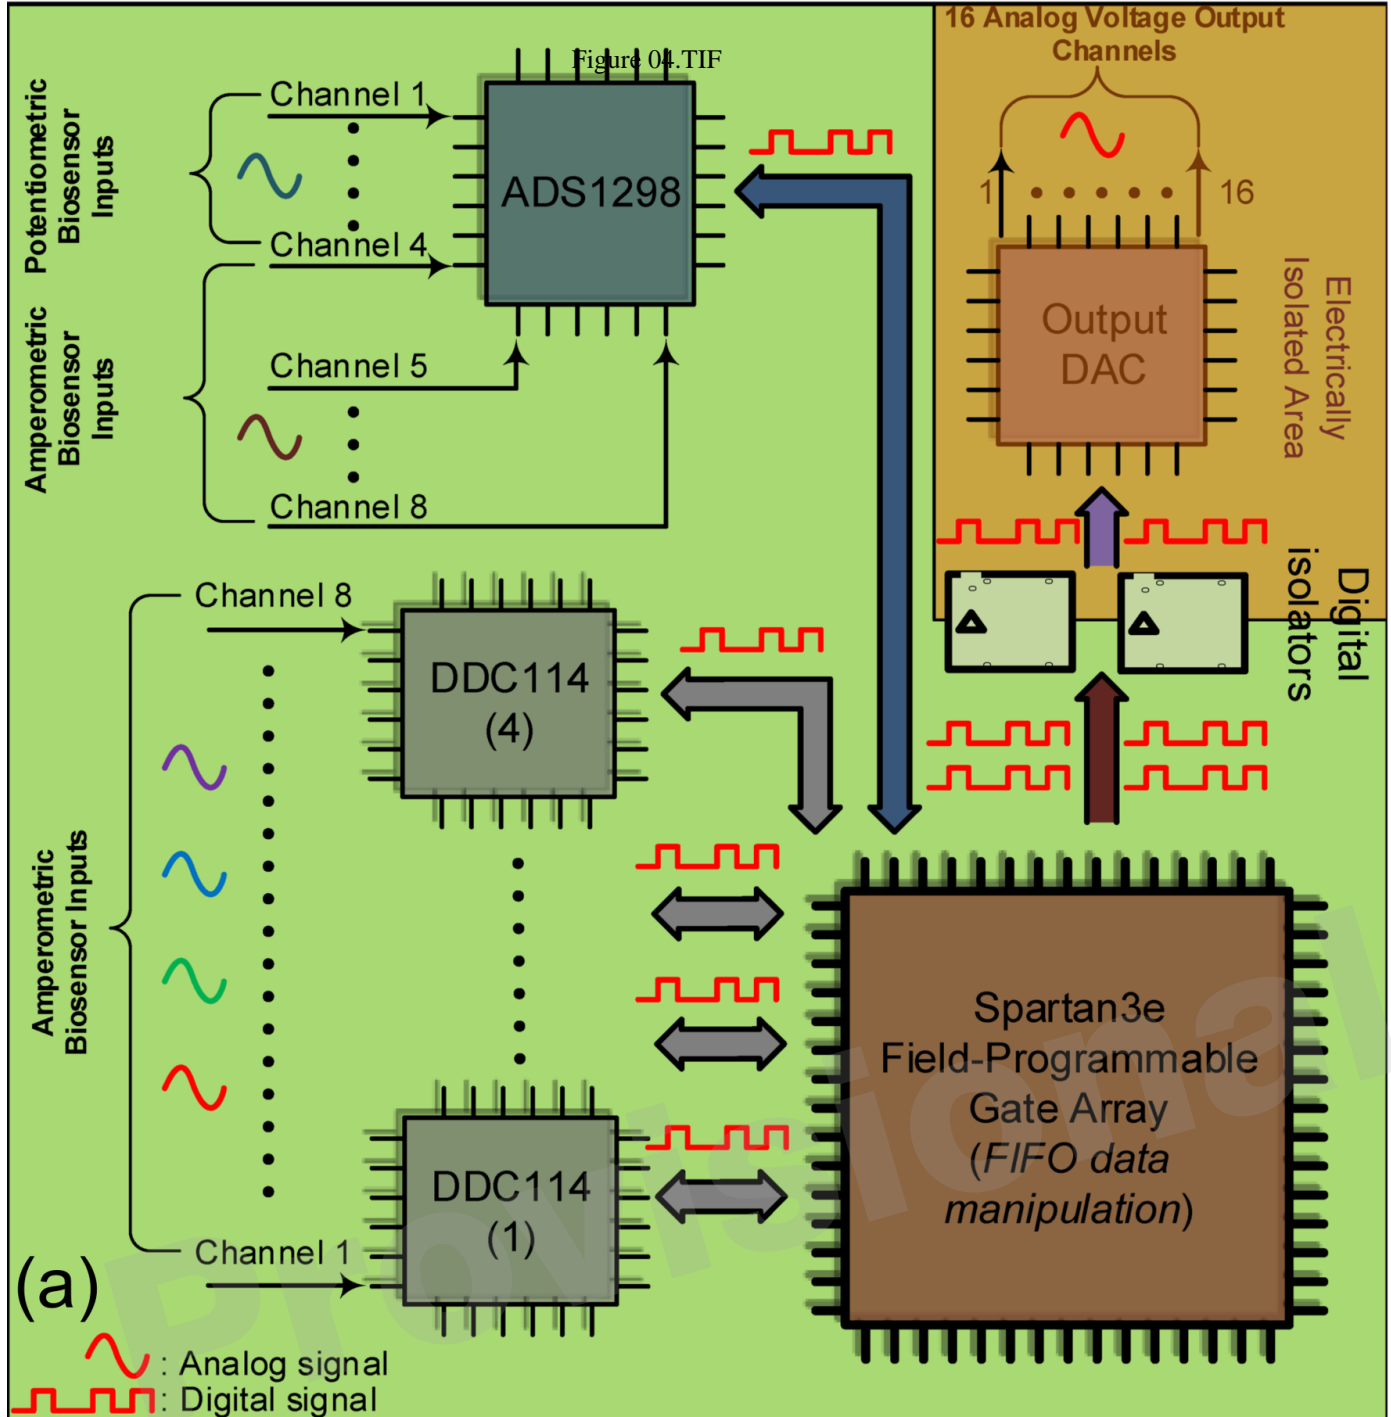 Figure 04.TIF
16 Analog Voltage Output
Channels
1
16
Potentiometric
Biosensor
Inputs
Channel 1
Channel 4
ADS1298
Amperometric
Biosensor
Inputs
Channel 5
Channel 8
Output
DAC
Electrically
Isolated Area
Digital
isolators
Channel 8
DDC114
(4)
Amperometric
Biosensor Inputs
DDC114
(1)
Channel 1
Spartan3e
Field-Programmable
Gate Array
(FIFO data
manipulation)
(a)
: Analog signal
: Digital signal
Provisional